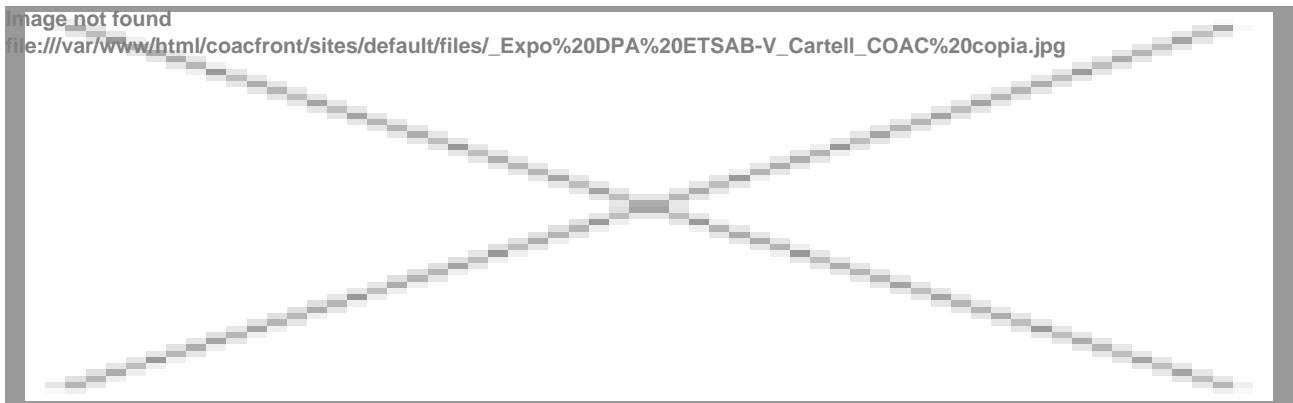 Image not found
file:///var/www/html/coacfront/sites/default/files/_Expo%20DPA%20ETSAB-V_Cartell_COAC%20copia.jpg